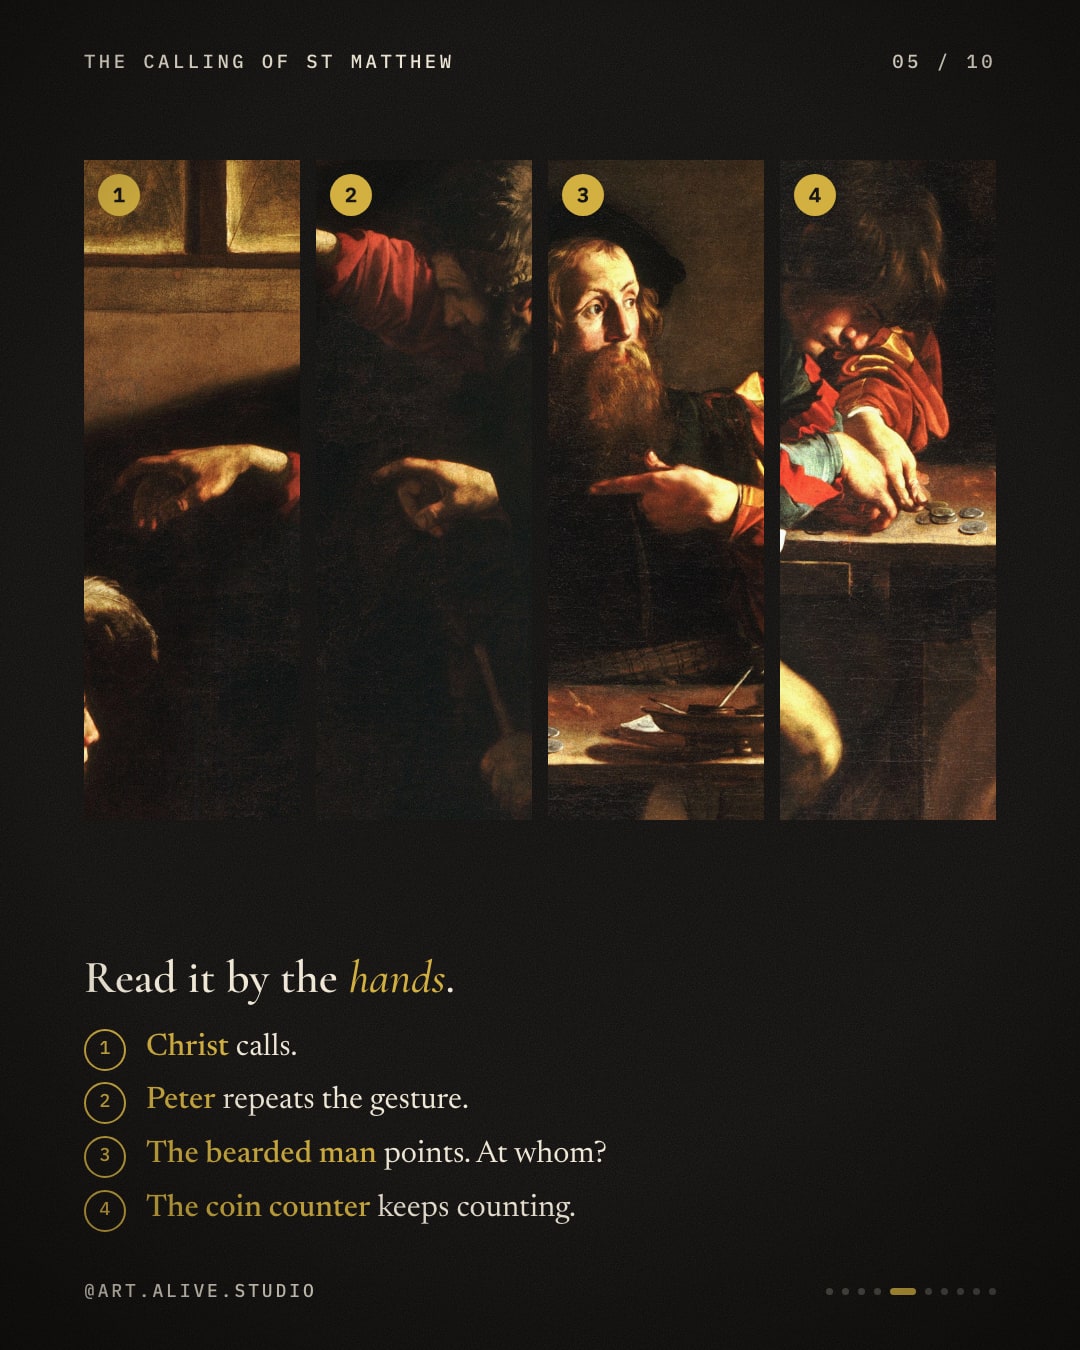 THE CALLING OF ST MATTHEW
05 / 10
1
2
3
4
Read it by the hands.
1 Christ calls.
2 Peter repeats the gesture.
3 The bearded man points. At whom?
4 The coin counter keeps counting.
@ART.ALIVE.STUDIO